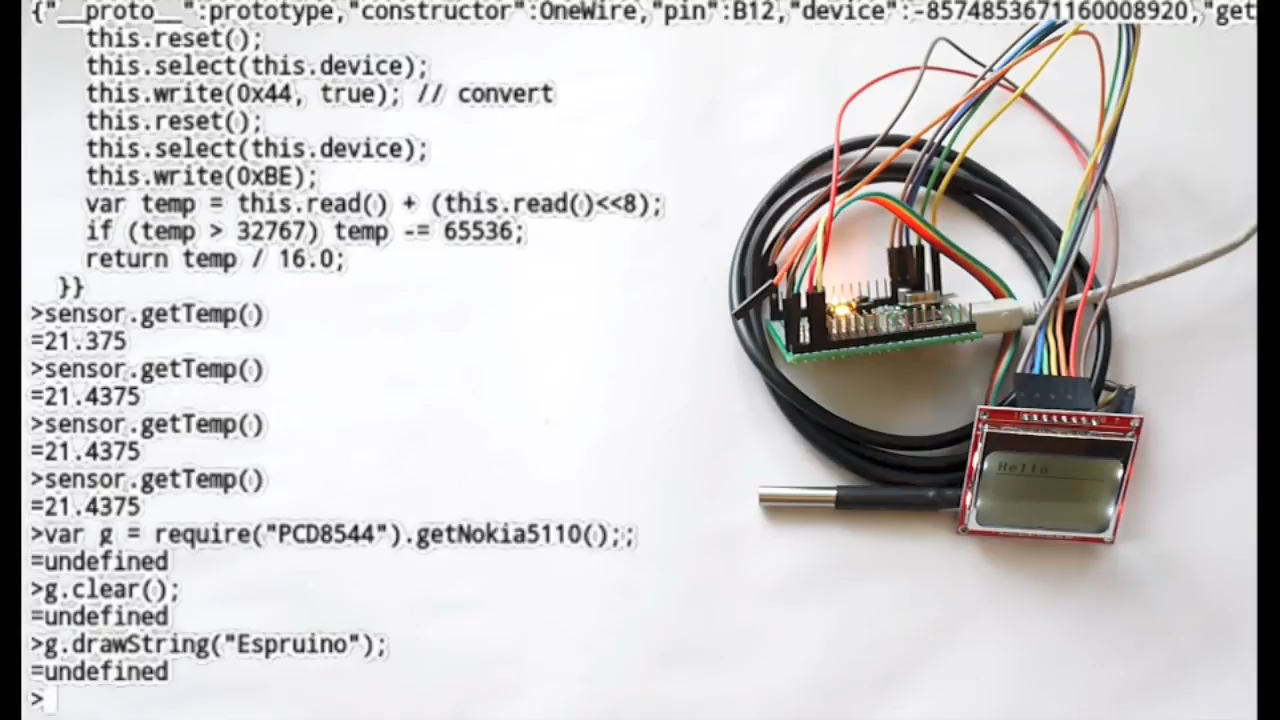 {"__proto__":prototype,"constructor":OneWire,"pin":B12,"device":-8574853671160008920,"get
this.reset();
this.select(this.device);
this.write(0x44, true); // convert
this.reset();
this.select(this.device);
this.write(0xBE);
var temp = this.read() + (this.read()<<8);
if (temp > 32767) temp -= 65536;
return temp / 16.0;
}}
>sensor.getTemp()
=21.375
>sensor.getTemp()
=21.4375
>sensor.getTemp()
=21.4375
>sensor.getTemp()
=21.4375
>var g = require("PCD8544").getNokia5110();;
=undefined
>g.clear();
=undefined
>g.drawString("Espruino");
=undefined
>
Hello